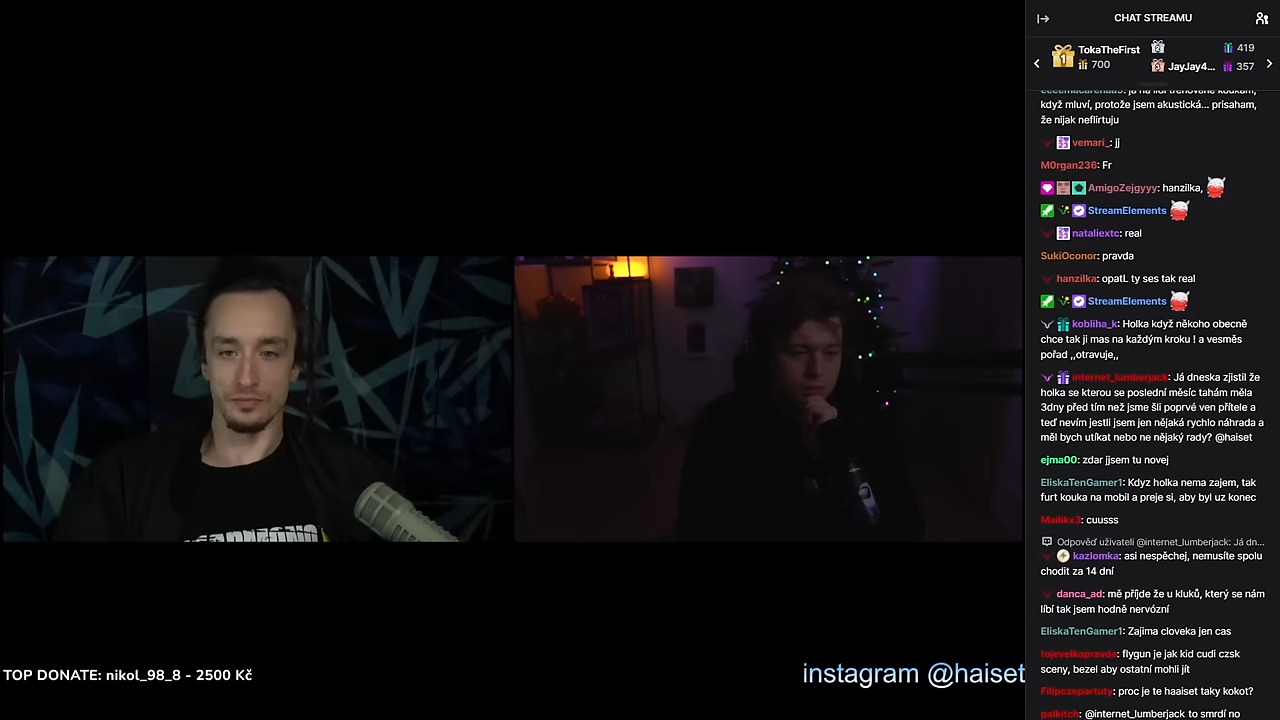 CHAT STREAMU
TokaTheFirst
700
419
JayJay4...
357
když mluví, protože jsem akustická... prisaham,
že nijak neflirtuju
vemari_: jj
M0rgan236: Fr
AmigoZejgyyy: hanzilka,
StreamElements
nataliextc: real
SukiOconor: pravda
hanzilka: opatL ty ses tak real
StreamElements
kobliha_k: Holka když někoho obecně
chce tak ji mas na každým kroku ! a vesměs
pořad ,,otravuje,,
internet_lumberjack: Já dneska zjistil že
holka se kterou se poslední měsíc tahám měla
3dny před tím než jsme šli poprvé ven přítele a
teď nevím jestli jsem jen nějaká rychlo náhrada a
měl bych utíkat nebo ne nějaký rady? @haiset
ejma00: zdar jjsem tu novej
EliskaTenGamer1: Kdyz holka nema zajem, tak
furt kouka na mobil a preje si, aby byl uz konec
Mailikx3: cuusss
Odpověď uživateli @internet_lumberjack: Já dn...
kazlomka: asi nespěchej, nemusíte spolu
chodit za 14 dní
danca_ad: mě příjde že u kluků, který se nám
líbí tak jsem hodně nervózní
EliskaTenGamer1: Zajima cloveka jen cas
tojevelkapravda: flygun je jak kid cudi czsk
sceny, bezel aby ostatní mohli jít
Filipczepartuty: proc je te haaiset taky kokot?
palkitch: @internet_lumberjack to smrdí no
TOP DONATE: nikol_98_8 - 2500 Kč
instagram @haiset